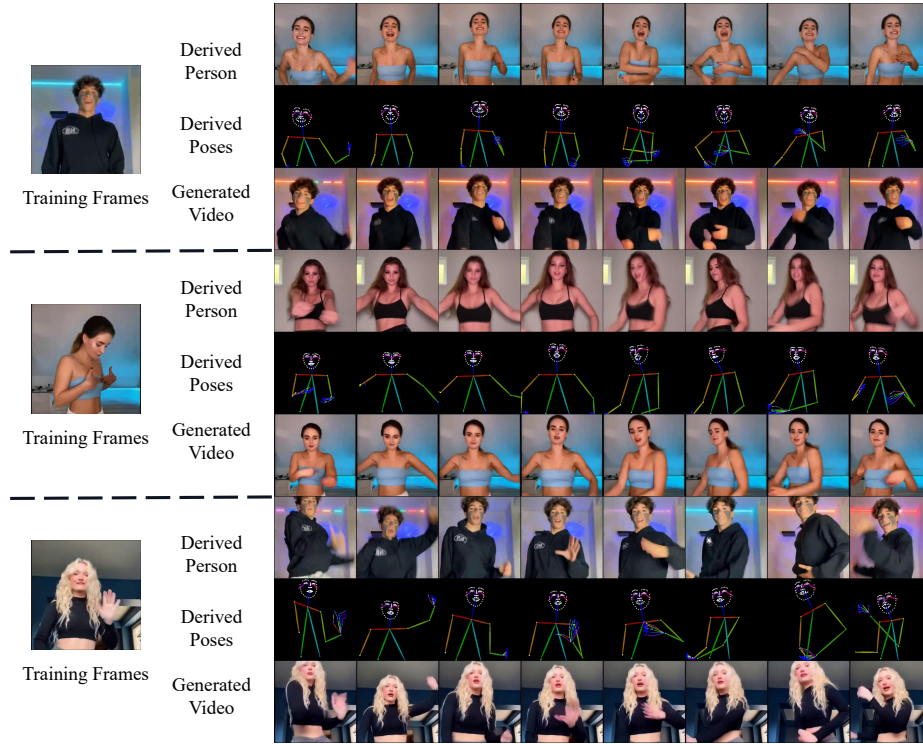 Derived
Person
Derived
Poses
Training Frames
Generated
Video
Derived
Person
Derived
Poses
Training Frames
Generated
Video
Derived
Person
Derived
Poses
Training Frames
Generated
Video